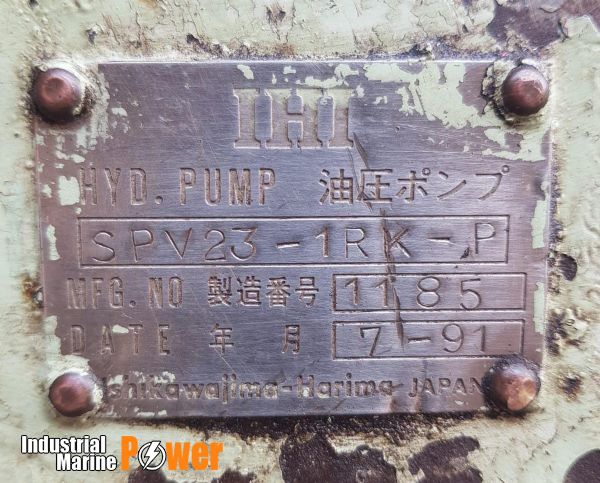 IHI
HYD. PUMP 油圧ポンプ
SPV23-1RK-P
MFG. NO 製造番号 1185
DATE 年 月 7-91
Ishikawajima-Harima JAPAN
Industrial
Marine Power